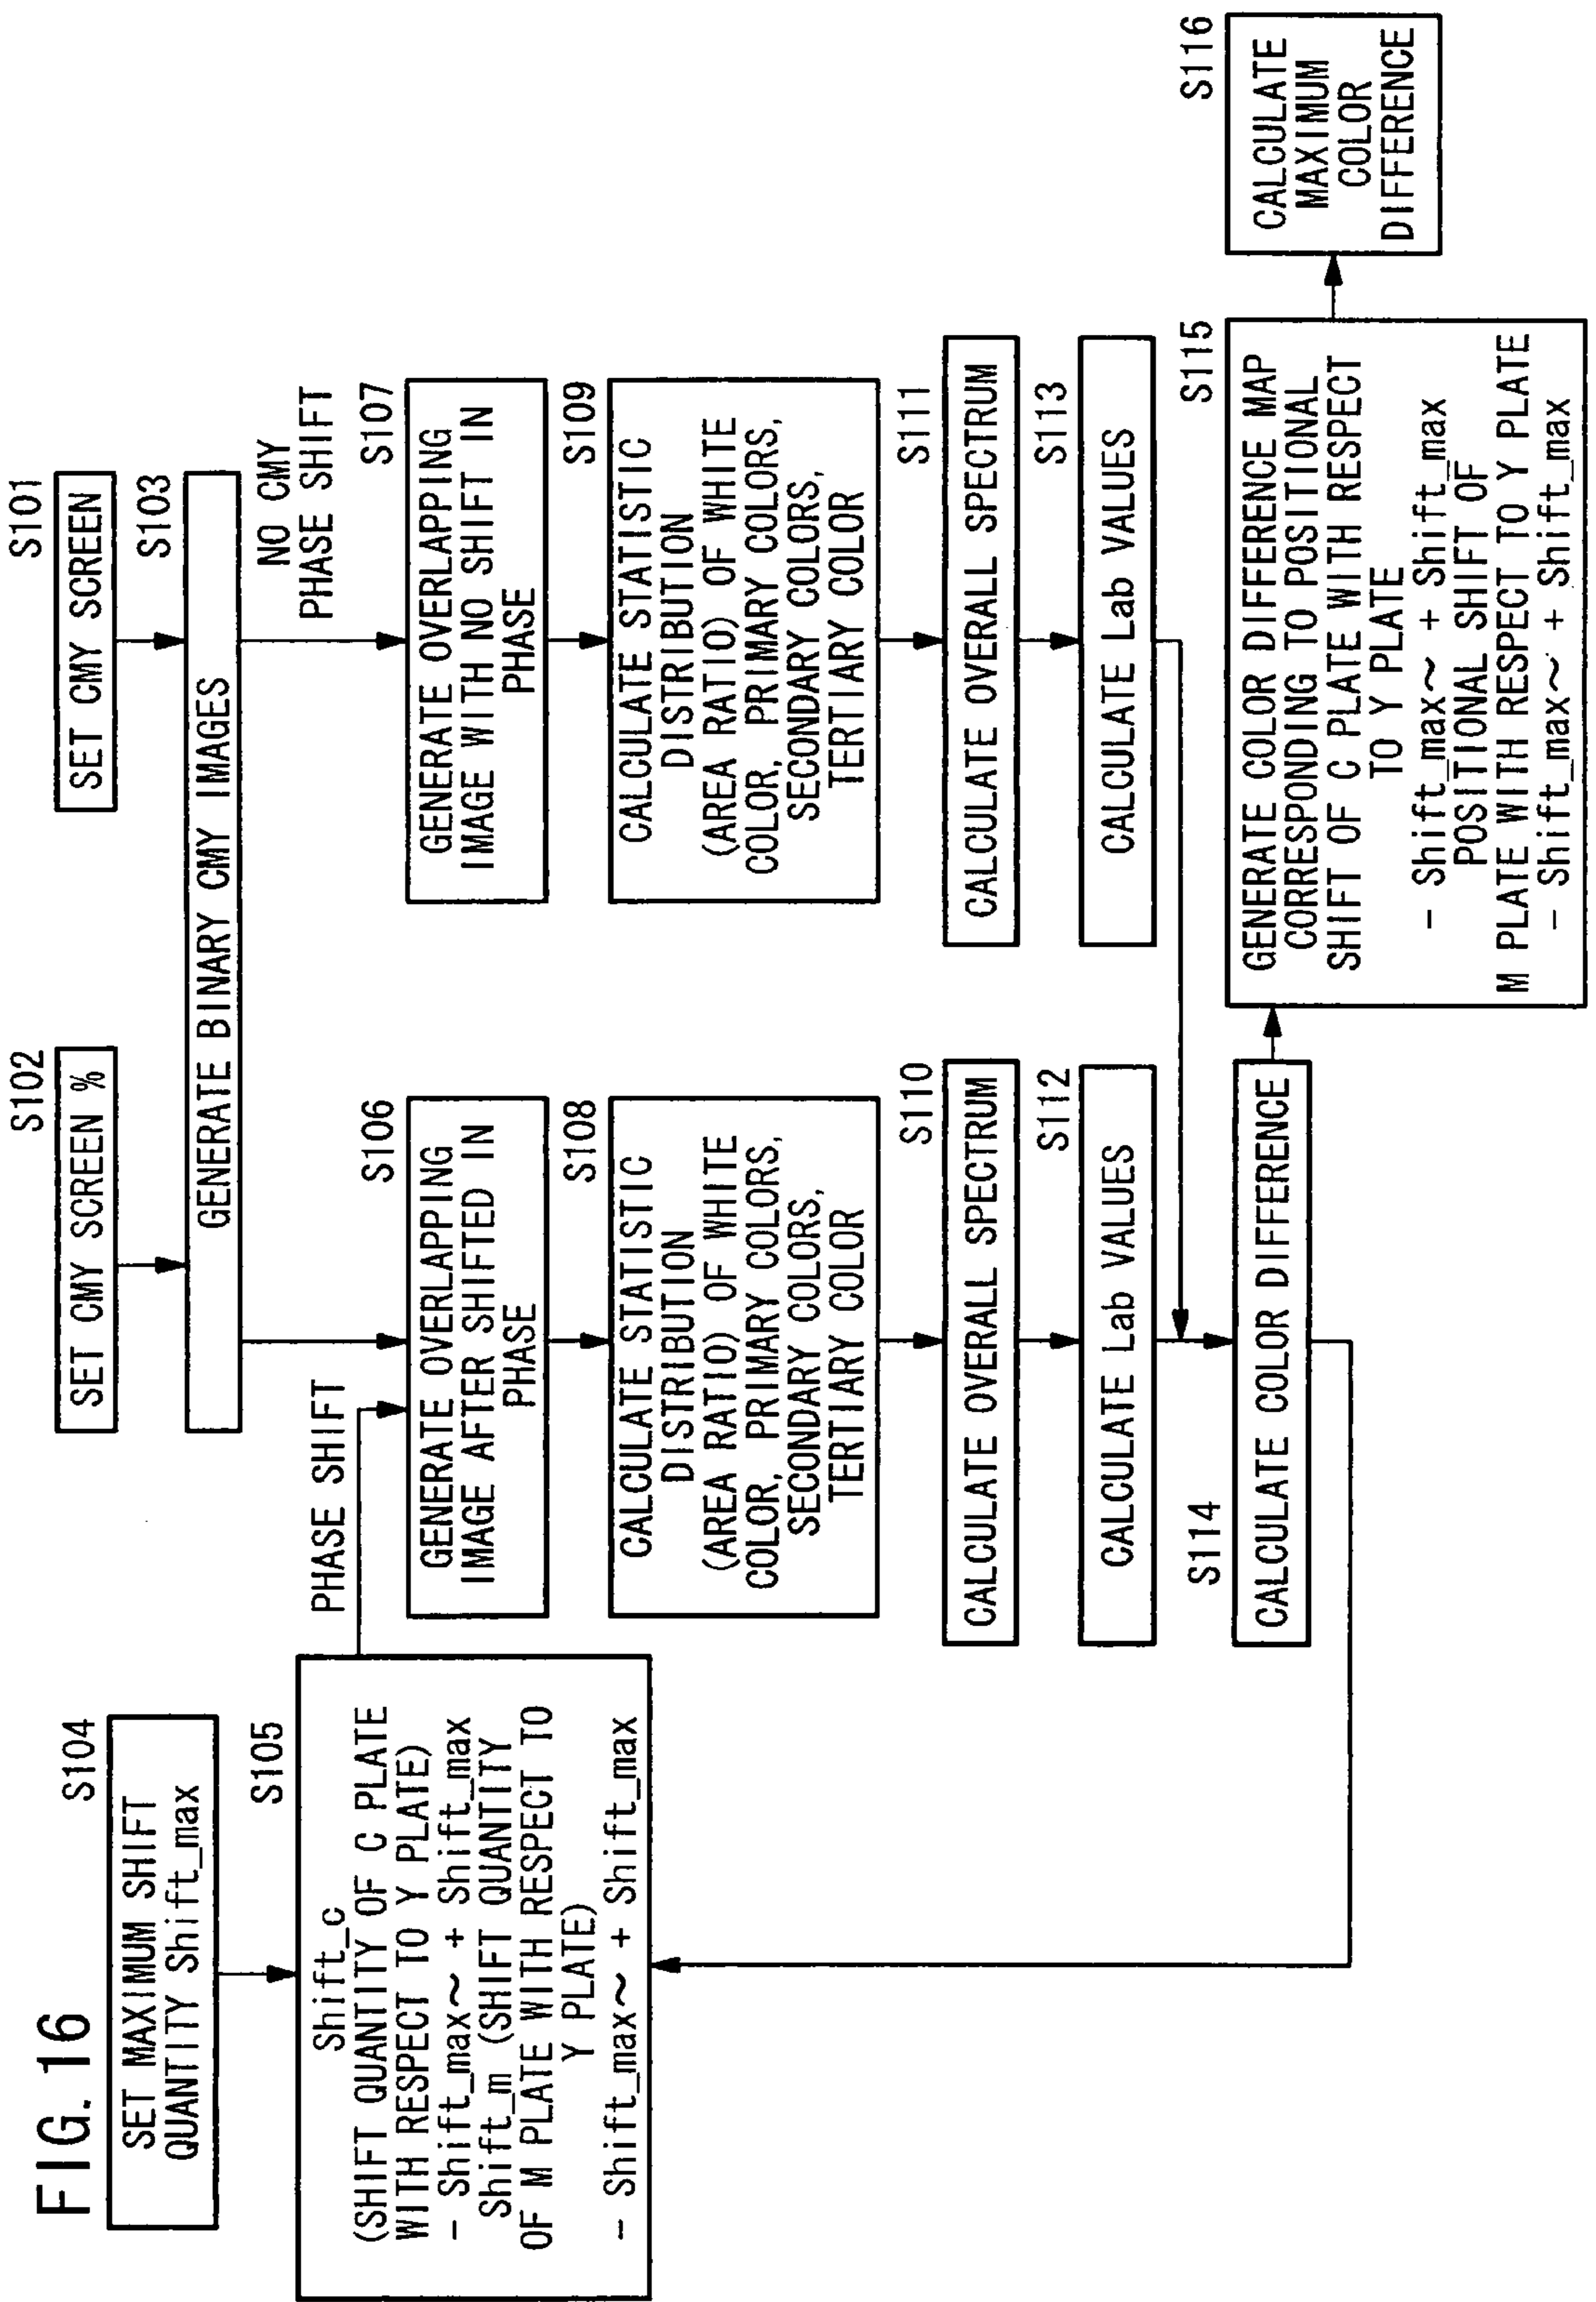 FIG. 16
S104
SET MAXIMUM SHIFT
QUANTITY Shift_max
S105
Shift_c
(SHIFT QUANTITY OF C PLATE
WITH RESPECT TO Y PLATE)
- Shift_max~ + Shift_max
Shift_m (SHIFT QUANTITY
OF M PLATE WITH RESPECT TO
Y PLATE)
- Shift_max~ + Shift_max
S102
SET CMY SCREEN %
S101
SET CMY SCREEN
S103
GENERATE BINARY CMY IMAGES
PHASE SHIFT
NO CMY
PHASE SHIFT
S106
GENERATE OVERLAPPING
IMAGE AFTER SHIFTED IN
PHASE
S107
GENERATE OVERLAPPING
IMAGE WITH NO SHIFT IN
PHASE
S108
CALCULATE STATISTIC
DISTRIBUTION
(AREA RATIO) OF WHITE
COLOR, PRIMARY COLORS,
SECONDARY COLORS,
TERTIARY COLOR
S109
CALCULATE STATISTIC
DISTRIBUTION
(AREA RATIO) OF WHITE
COLOR, PRIMARY COLORS,
SECONDARY COLORS,
TERTIARY COLOR
S110
CALCULATE OVERALL SPECTRUM
S111
CALCULATE OVERALL SPECTRUM
S112
CALCULATE Lab VALUES
S113
CALCULATE Lab VALUES
S114
CALCULATE COLOR DIFFERENCE
S115
GENERATE COLOR DIFFERENCE MAP
CORRESPONDING TO POSITIONAL
SHIFT OF C PLATE WITH RESPECT
TO Y PLATE
- Shift_max~ + Shift_max
POSITIONAL SHIFT OF
M PLATE WITH RESPECT TO Y PLATE
- Shift_max~ + Shift_max
S116
CALCULATE
MAXIMUM
COLOR
DIFFERENCE